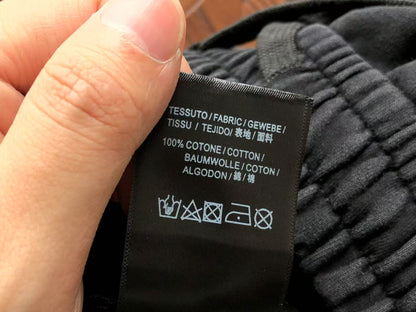 TESSUTO / FABRIC / GEWEBE /
TISSU / TEJIDO / 表地 / 面料
100% COTONE / COTTON /
BAUMWOLLE / COTON /
ALGODON / 綿 / 棉